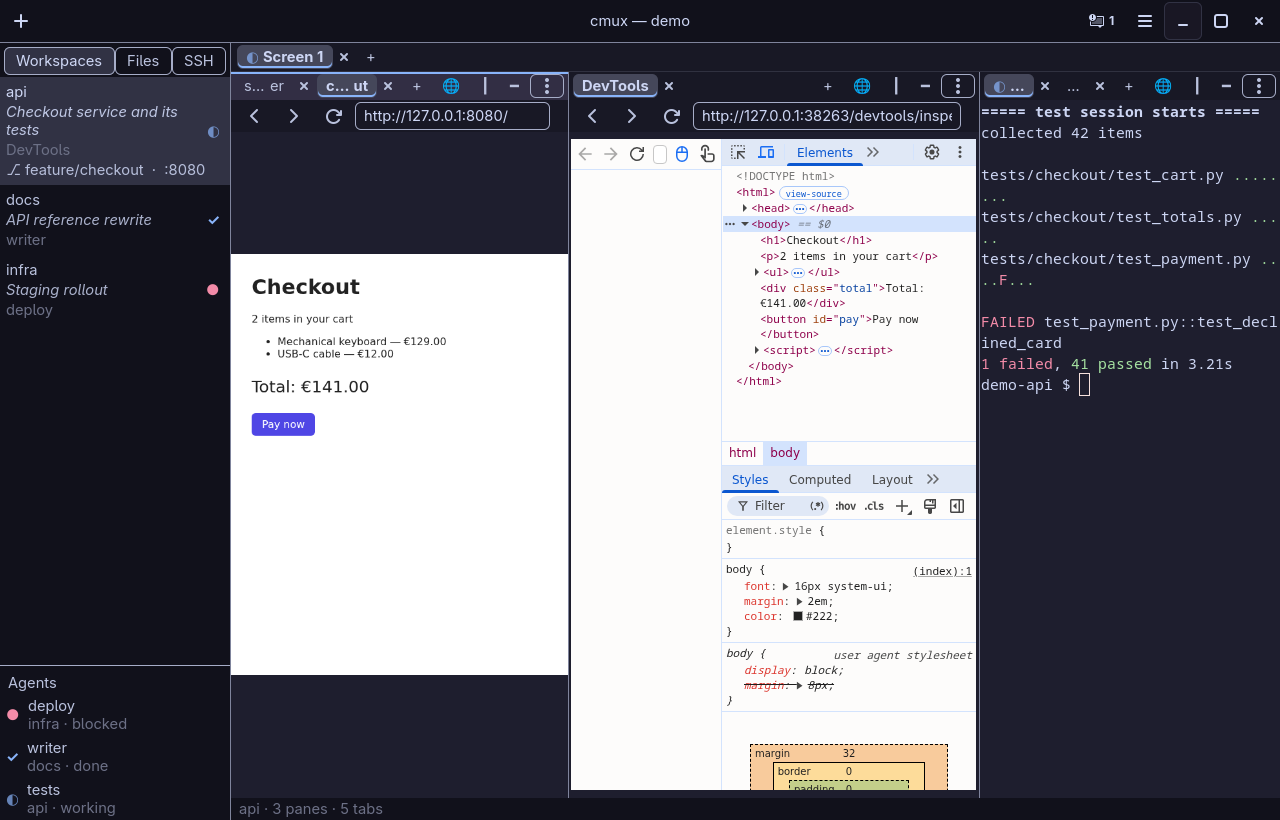 cmux — demo
1
Workspaces Files SSH
Screen 1
api
Checkout service and its
tests
DevTools
feature/checkout · :8080
docs
API reference rewrite
writer
infra
Staging rollout
deploy
Agents
deploy
infra · blocked
writer
docs · done
tests
api · working
s... er
c... ut
http://127.0.0.1:8080/
Checkout
2 items in your cart
• Mechanical keyboard — €129.00
• USB-C cable — €12.00
Total: €141.00
Pay now
DevTools
http://127.0.0.1:38263/devtools/inspe
Elements
<!DOCTYPE html>
<html> view-source
<head> ••• </head>
••• <body> == $0
<h1>Checkout</h1>
<p>2 items in your cart</p>
<ul> ••• </ul>
<div class="total">Total:
€141.00</div>
<button id="pay">Pay now
</button>
<script> ••• </script>
</body>
</html>
html body
Styles Computed Layout
Filter (.*) :hov .cls
element.style {
}
body { (index):1
font: 16px system-ui;
margin: 2em;
color: #222;
}
body { user agent stylesheet
display: block;
margin: 8px;
}
margin 32
border 0
padding 0
... ...
===== test session starts =====
collected 42 items
tests/checkout/test_cart.py .....
...
tests/checkout/test_totals.py ...
..
tests/checkout/test_payment.py ..
..F...
FAILED test_payment.py::test_decl
ined_card
1 failed, 41 passed in 3.21s
demo-api $
api · 3 panes · 5 tabs